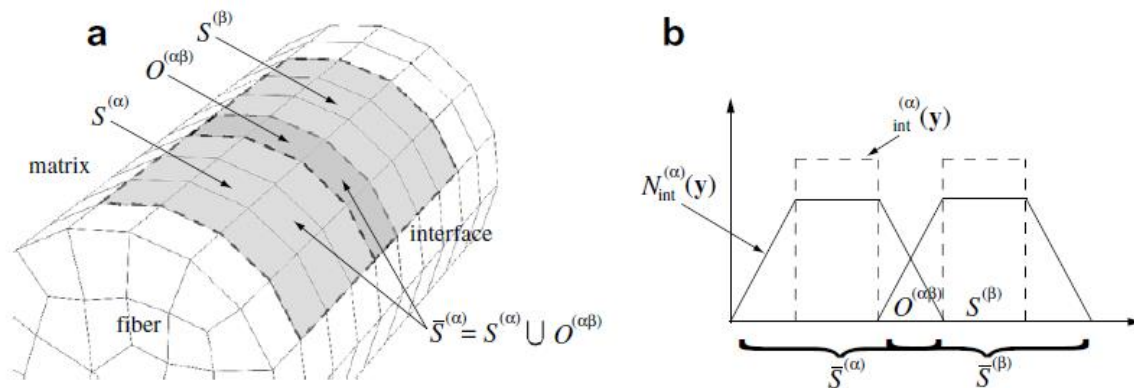 a
S^(β)
O^(αβ)
S^(α)
matrix
interface
fiber
S̅^(α) = S^(α) ∪ O^(αβ)
b
int^(α)(y)
N_int^(α)(y)
O^(αβ) S^(β)
S̅^(α) S̅^(β)